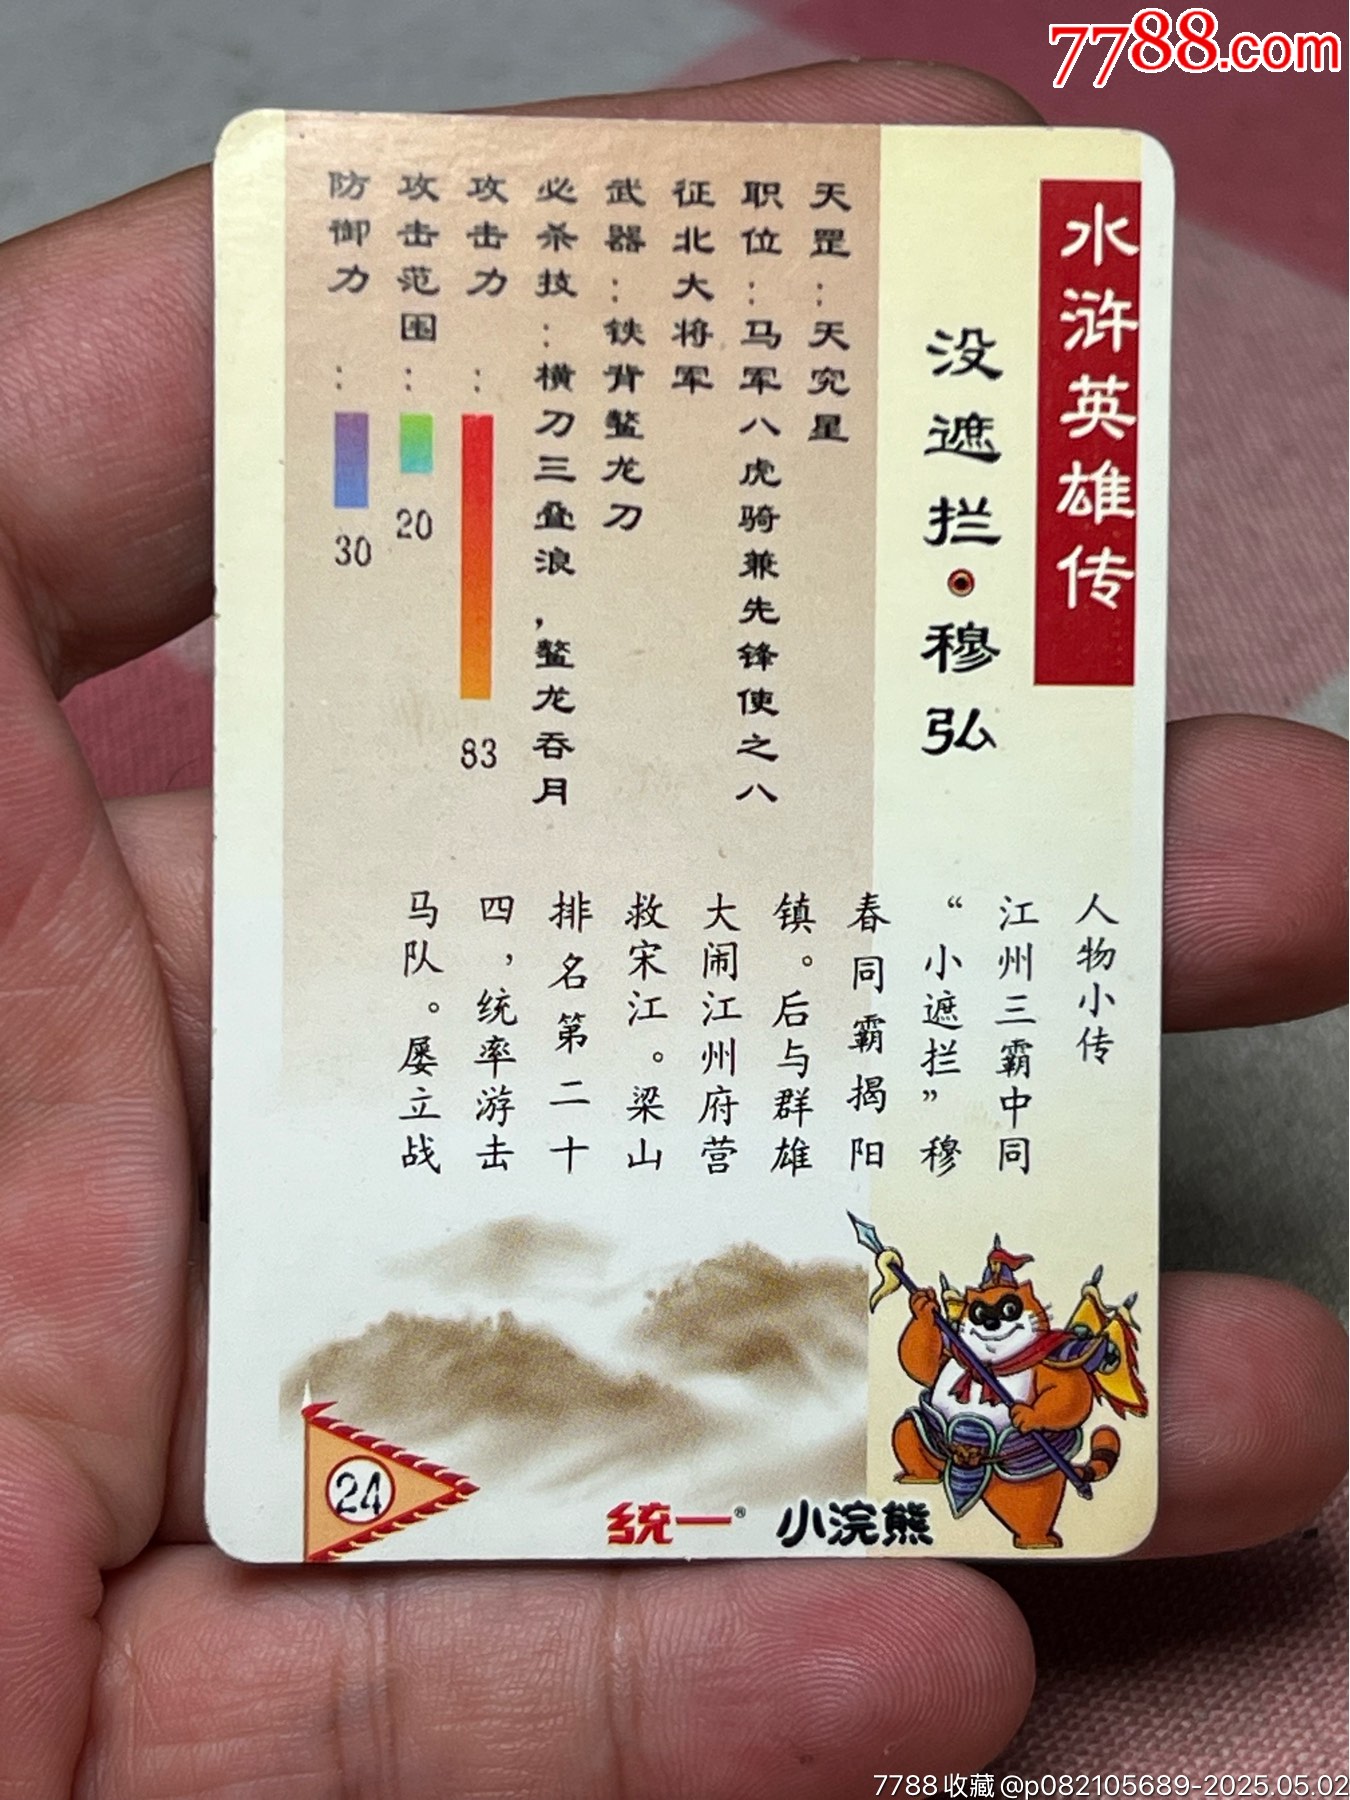 7788.com
水浒英雄传
没遮拦·穆弘
天罡:天究星
职位:马军八虎骑兼先锋使之八
征北大将军
武器:铁背鳌龙刀
必杀技:横刀三叠浪,鳌龙吞月
攻击力:83
攻击范围:20
防御力:30
人物小传
江州三霸中同
“小遮拦”穆
春同霸揭阳
镇。后与群雄
大闹江州府营
救宋江。梁山
排名第二十
四,统率游击
马队。屡立战
24
统一® 小浣熊
7788收藏@p082105689-2025.05.02